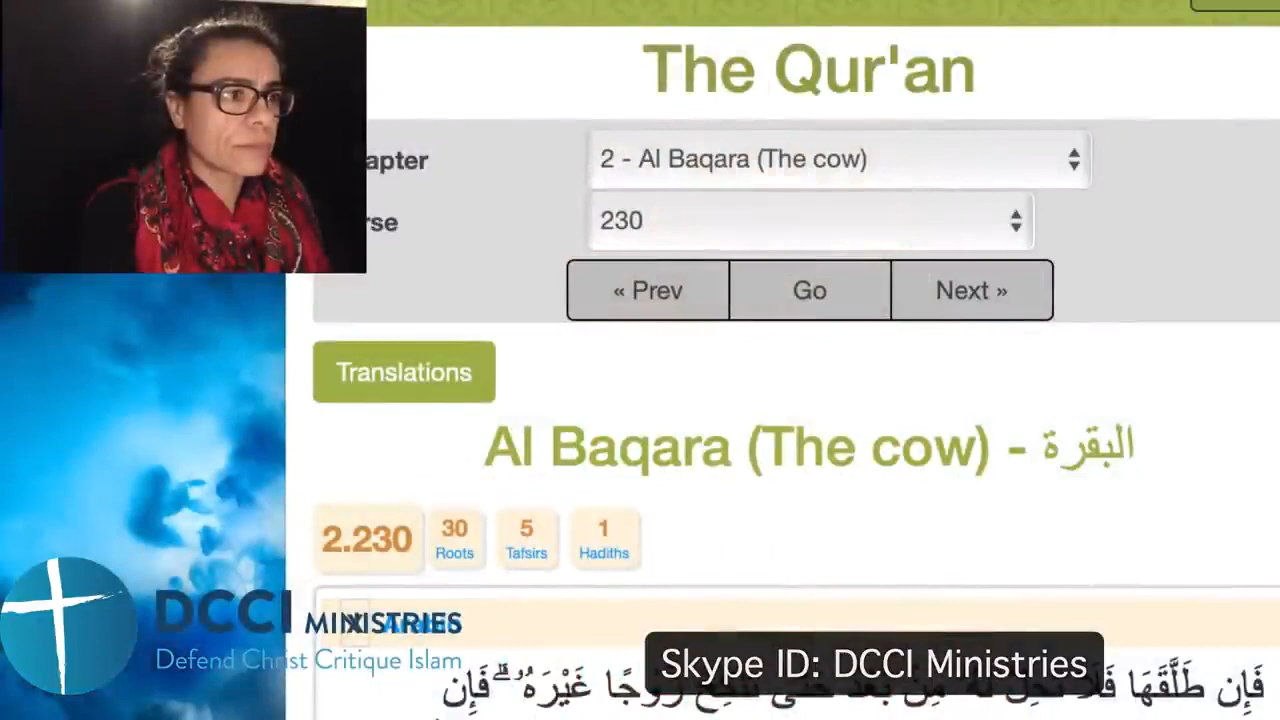 The Qur'an
apter
2 - Al Baqara (The cow)
rse
230
« Prev
Go
Next »
Translations
Al Baqara (The cow) - البقرة
2.230
30
Roots
5
Tafsirs
1
Hadiths
DCCI MINISTRIES
Defend Christ Critique Islam
Skype ID: DCCI Ministries
فَإِن طَلَّقَهَا فَلَا تَحِلُّ لَهُ مِن بَعْدُ حَتَّىٰ تَنكِحَ زَوْجًا غَيْرَهُۥ ۗ فَإِن